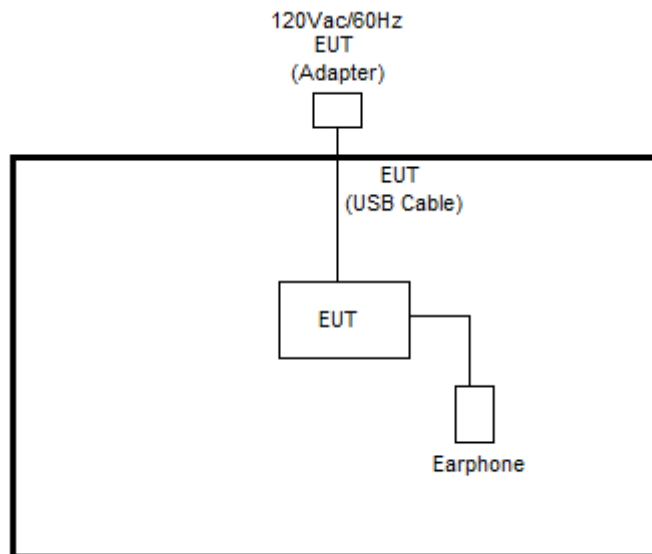 120Vac/60Hz
EUT
(Adapter)
EUT
(USB Cable)
EUT
Earphone